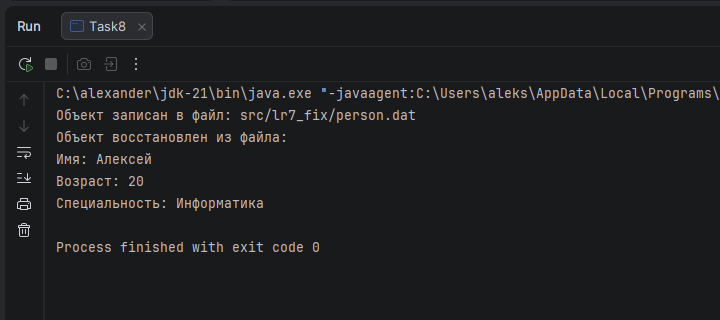 Run
Task8
C:\alexander\jdk-21\bin\java.exe "-javaagent:C:\Users\aleks\AppData\Local\Programs\
Объект записан в файл: src/lr7_fix/person.dat
Объект восстановлен из файла:
Имя: Алексей
Возраст: 20
Специальность: Информатика
Process finished with exit code 0